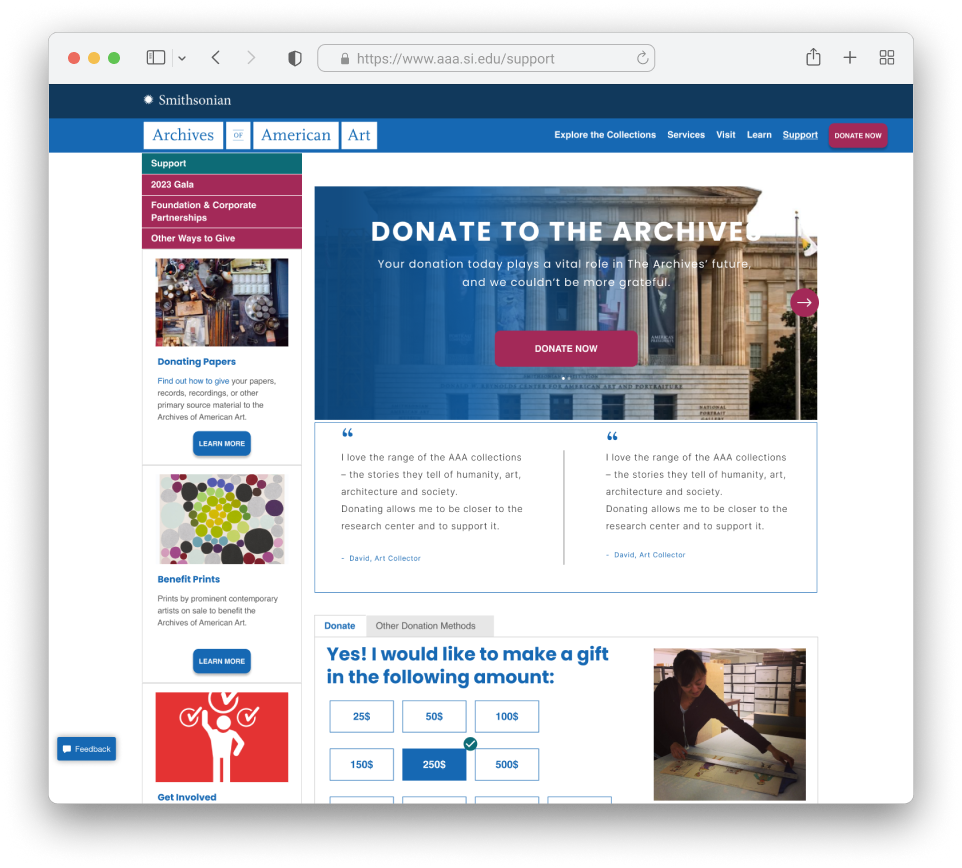 https://www.aaa.si.edu/support
Smithsonian
Archives OF American Art
Explore the Collections Services Visit Learn Support DONATE NOW
Support
2023 Gala
Foundation & Corporate
Partnerships
Other Ways to Give
Donating Papers
Find out how to give your papers,
records, recordings, or other
primary source material to the
Archives of American Art.
LEARN MORE
Benefit Prints
Prints by prominent contemporary
artists on sale to benefit the
Archives of American Art.
LEARN MORE
Get Involved
Feedback
DONATE TO THE ARCHIVES
Your donation today plays a vital role in The Archives' future,
and we couldn't be more grateful.
DONATE NOW
FOR AMERICAN ART AND PORTRAITURE
NATIONAL
PORTRAIT
GALLERY
“
I love the range of the AAA collections
– the stories they tell of humanity, art,
architecture and society.
Donating allows me to be closer to the
research center and to support it.
- David, Art Collector
“
I love the range of the AAA collections
– the stories they tell of humanity, art,
architecture and society.
Donating allows me to be closer to the
research center and to support it.
- David, Art Collector
Donate Other Donation Methods
Yes! I would like to make a gift
in the following amount:
25$ 50$ 100$
150$ 250$ 500$